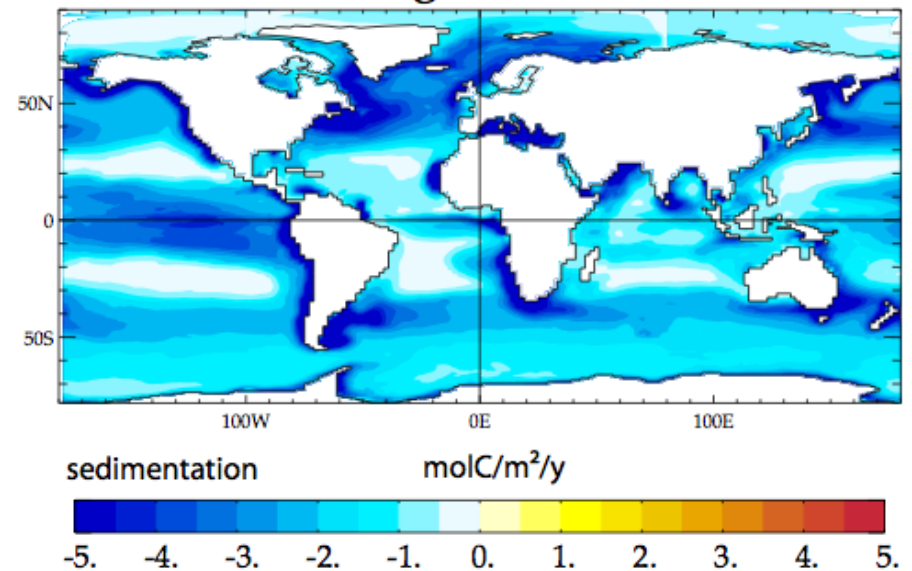 50N
0
50S
100W 0E 100E
sedimentation molC/m²/y
-5. -4. -3. -2. -1. 0. 1. 2. 3. 4. 5.